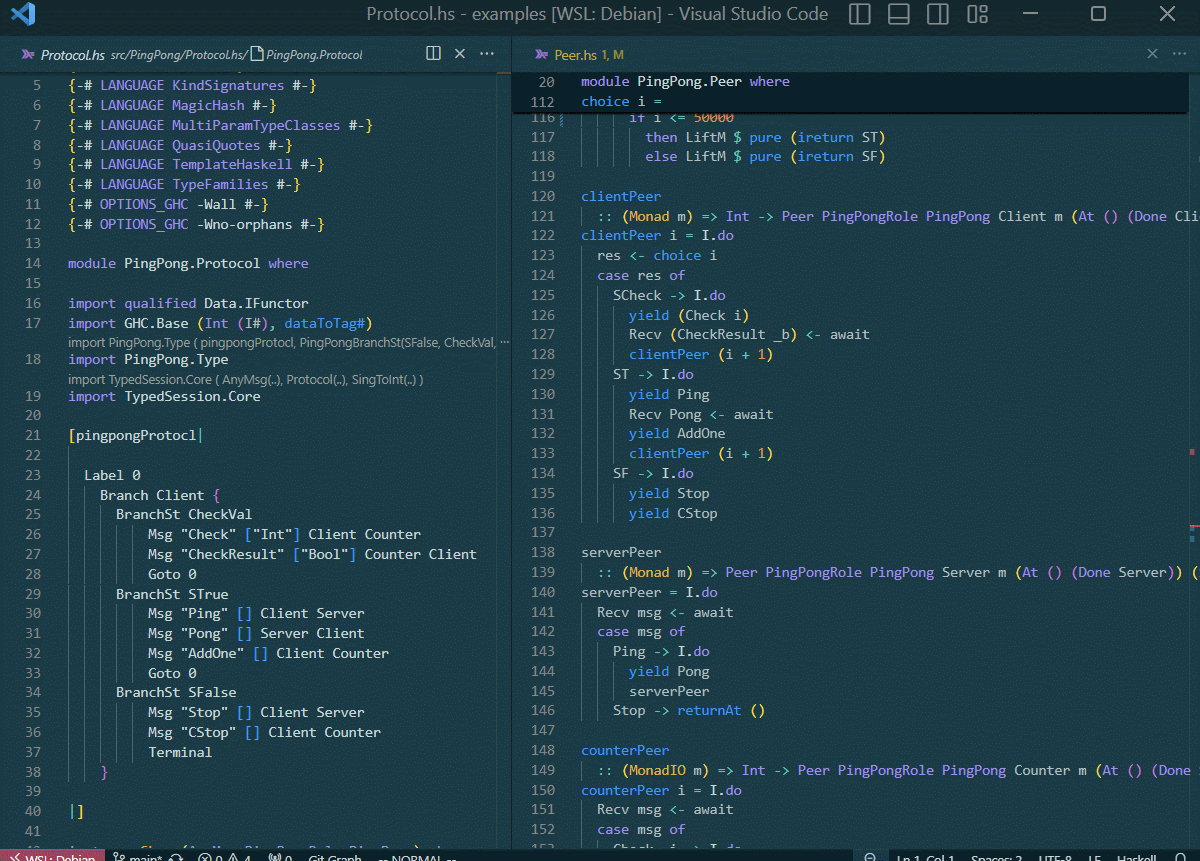 Protocol.hs - examples [WSL: Debian] - Visual Studio Code
Protocol.hs src/PingPong/Protocol.hs/ PingPong.Protocol
5 {-# LANGUAGE KindSignatures #-}
6 {-# LANGUAGE MagicHash #-}
7 {-# LANGUAGE MultiParamTypeClasses #-}
8 {-# LANGUAGE QuasiQuotes #-}
9 {-# LANGUAGE TemplateHaskell #-}
10 {-# LANGUAGE TypeFamilies #-}
11 {-# OPTIONS_GHC -Wall #-}
12 {-# OPTIONS_GHC -Wno-orphans #-}
13
14 module PingPong.Protocol where
15
16 import qualified Data.IFunctor
17 import GHC.Base (Int (I#), dataToTag#)
import PingPong.Type ( pingpongProtocl, PingPongBranchSt(SFalse, CheckVal, ···
18 import PingPong.Type
import TypedSession.Core ( AnyMsg(..), Protocol(..), SingToInt(..) )
19 import TypedSession.Core
20
21 [pingpongProtocl|
22
23 Label 0
24 Branch Client {
25 BranchSt CheckVal
26 Msg "Check" ["Int"] Client Counter
27 Msg "CheckResult" ["Bool"] Counter Client
28 Goto 0
29 BranchSt STrue
30 Msg "Ping" [] Client Server
31 Msg "Pong" [] Server Client
32 Msg "AddOne" [] Client Counter
33 Goto 0
34 BranchSt SFalse
35 Msg "Stop" [] Client Server
36 Msg "CStop" [] Client Counter
37 Terminal
38 }
39
40 |]
41
Peer.hs 1, M
20 module PingPong.Peer where
112 choice i =
116 if i <= 50000
117 then LiftM $ pure (ireturn ST)
118 else LiftM $ pure (ireturn SF)
119
120 clientPeer
121 :: (Monad m) => Int -> Peer PingPongRole PingPong Client m (At () (Done Cli
122 clientPeer i = I.do
123 res <- choice i
124 case res of
125 SCheck -> I.do
126 yield (Check i)
127 Recv (CheckResult _b) <- await
128 clientPeer (i + 1)
129 ST -> I.do
130 yield Ping
131 Recv Pong <- await
132 yield AddOne
133 clientPeer (i + 1)
134 SF -> I.do
135 yield Stop
136 yield CStop
137
138 serverPeer
139 :: (Monad m) => Peer PingPongRole PingPong Server m (At () (Done Server)) (
140 serverPeer = I.do
141 Recv msg <- await
142 case msg of
143 Ping -> I.do
144 yield Pong
145 serverPeer
146 Stop -> returnAt ()
147
148 counterPeer
149 :: (MonadIO m) => Int -> Peer PingPongRole PingPong Counter m (At () (Done
150 counterPeer i = I.do
151 Recv msg <- await
152 case msg of
WSL: Debian main* 0 4 0 Git Graph -- NORMAL -- Ln 1, Col 1 Spaces: 2 UTF-8 LF Haskell